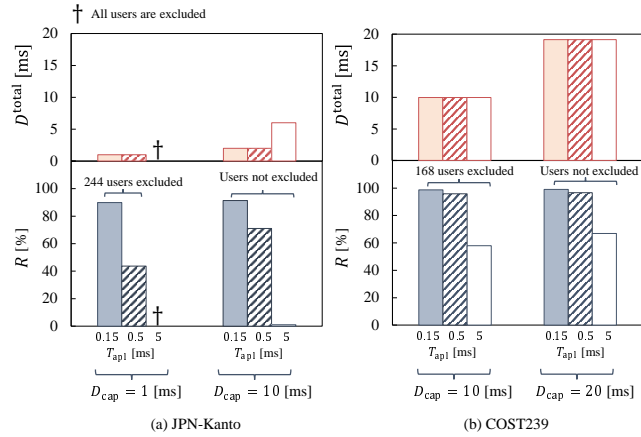 † All users are excluded
20
15
10
5
0
D^total [ms]
†
20
15
10
5
0
D^total [ms]
244 users excluded
Users not excluded
100
80
60
40
20
0
R [%]
†
0.15 0.5 5
0.15 0.5 5
T_apl [ms]
T_apl [ms]
D_cap = 1 [ms]
D_cap = 10 [ms]
(a) JPN-Kanto
168 users excluded
Users not excluded
100
80
60
40
20
0
R [%]
0.15 0.5 5
0.15 0.5 5
T_apl [ms]
T_apl [ms]
D_cap = 10 [ms]
D_cap = 20 [ms]
(b) COST239